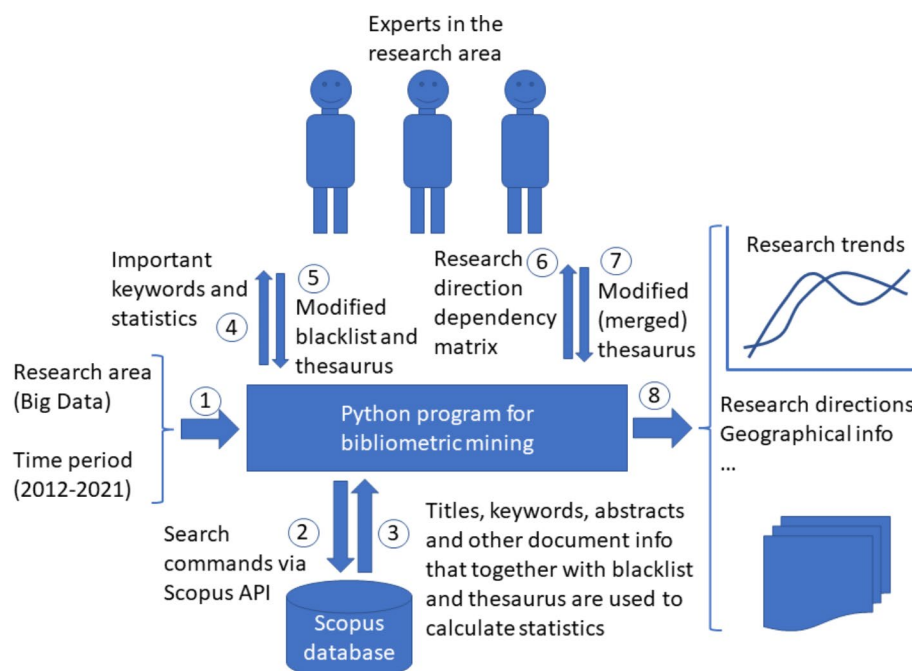 Experts in the
research area
Important
keywords and
statistics
4
5
Modified
blacklist and
thesaurus
Research
direction
dependency
matrix
6
7
Modified
(merged)
thesaurus
Research trends
Research area
(Big Data)
Time period
(2012-2021)
1
Python program for
bibliometric mining
8
Research directions
Geographical info
...
Search
commands via
Scopus API
2
3
Titles, keywords, abstracts
and other document info
that together with blacklist
and thesaurus are used to
calculate statistics
Scopus
database